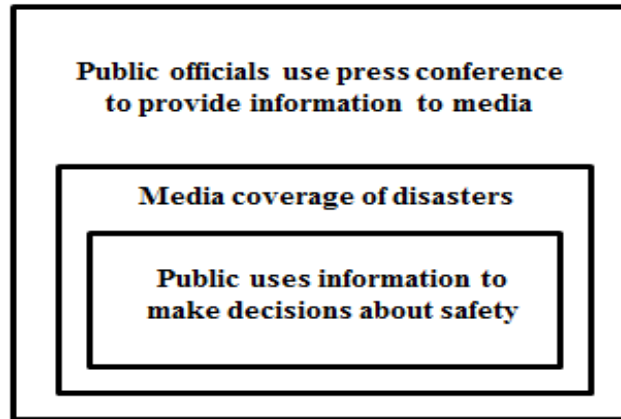 Public officials use press conference
to provide information to media
Media coverage of disasters
Public uses information to
make decisions about safety